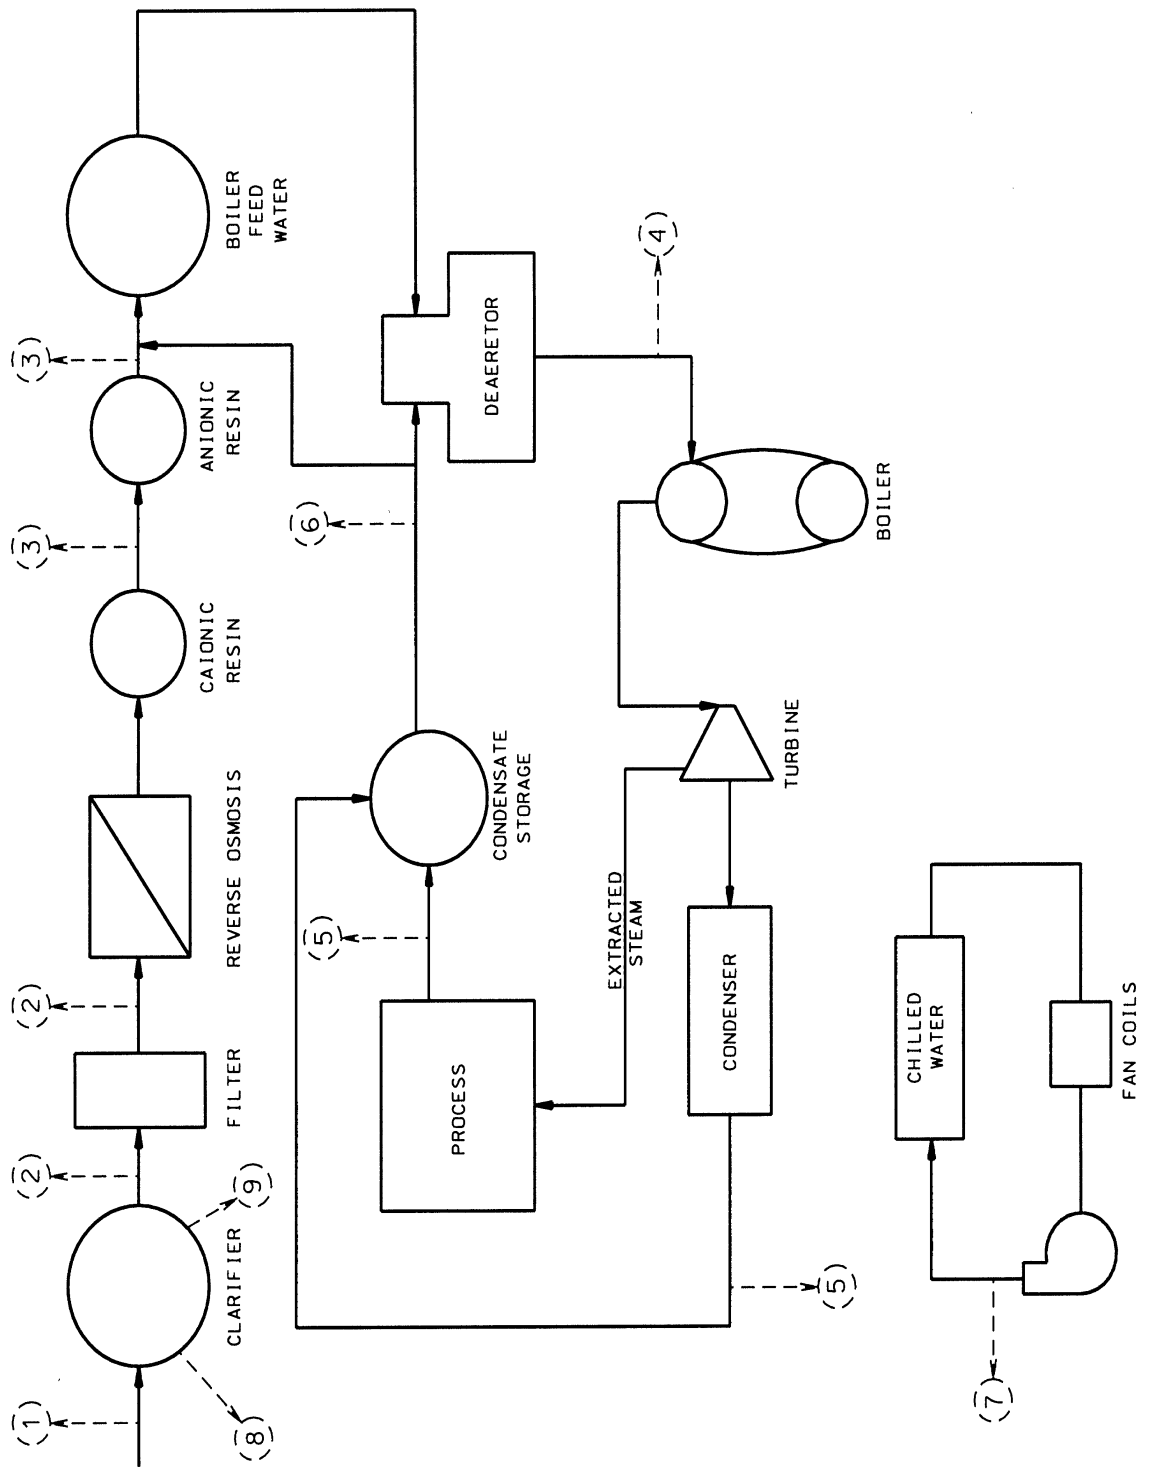 (1)
(2)
(2)
(3)
(3)
CLARIFIER
FILTER
REVERSE OSMOSIS
CAIONIC
RESIN
ANIONIC
RESIN
BOILER
FEED
WATER
(8)
(9)
(5)
(6)
PROCESS
CONDENSATE
STORAGE
DEAERETOR
EXTRACTED
STEAM
(4)
CONDENSER
TURBINE
BOILER
(5)
CHILLED
WATER
(7)
FAN COILS